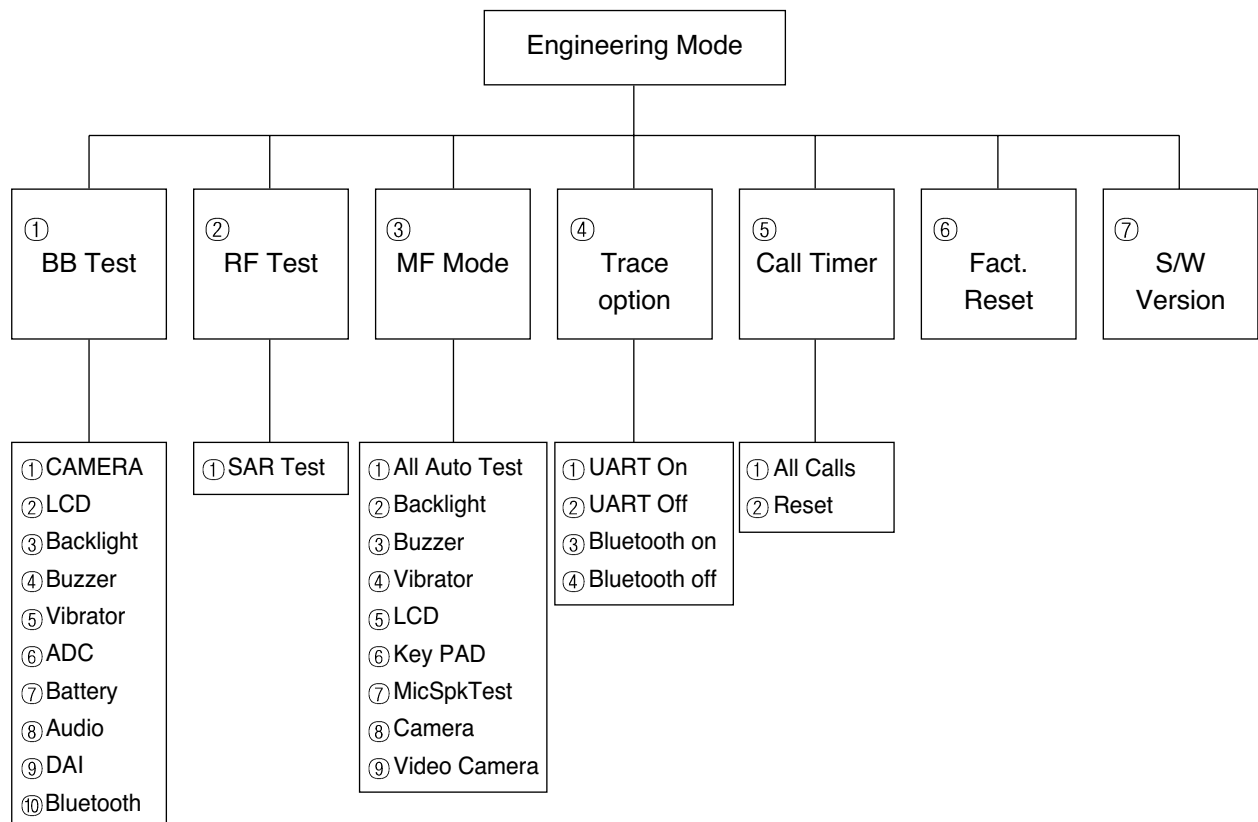 Engineering Mode
①
BB Test
②
RF Test
③
MF Mode
④
Trace
option
⑤
Call Timer
⑥
Fact.
Reset
⑦
S/W
Version
①CAMERA
②LCD
③Backlight
④Buzzer
⑤Vibrator
⑥ADC
⑦Battery
⑧Audio
⑨DAI
⑩Bluetooth
①SAR Test
①All Auto Test
②Backlight
③Buzzer
④Vibrator
⑤LCD
⑥Key PAD
⑦MicSpkTest
⑧Camera
⑨Video Camera
①UART On
②UART Off
③Bluetooth on
④Bluetooth off
①All Calls
②Reset